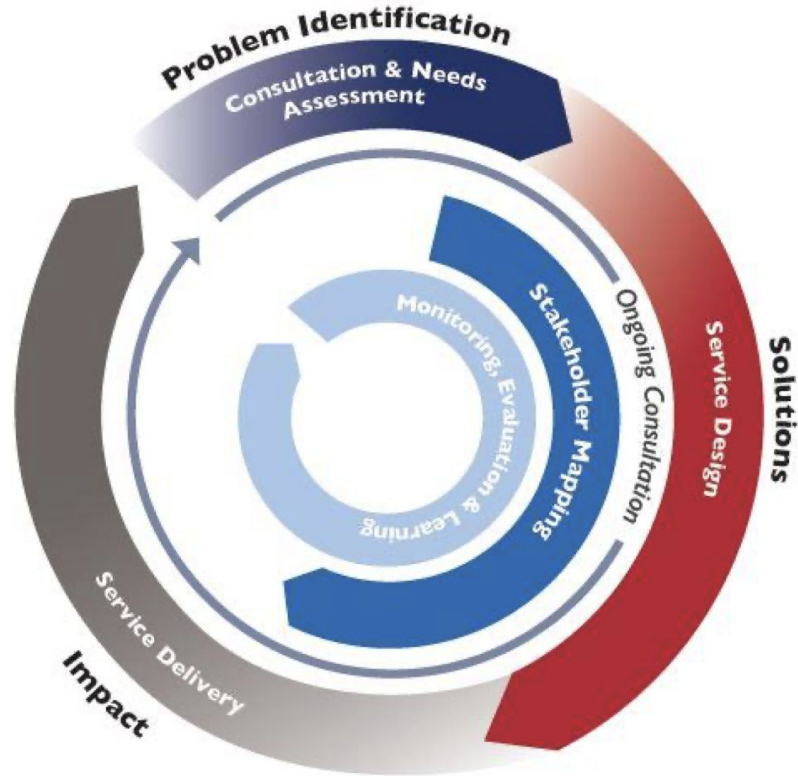 Problem Identification
Consultation & Needs
Assessment
Solutions
Service Design
Ongoing Consultation
Stakeholder Mapping
Monitoring, Evaluation & Learning
Service Delivery
Impact